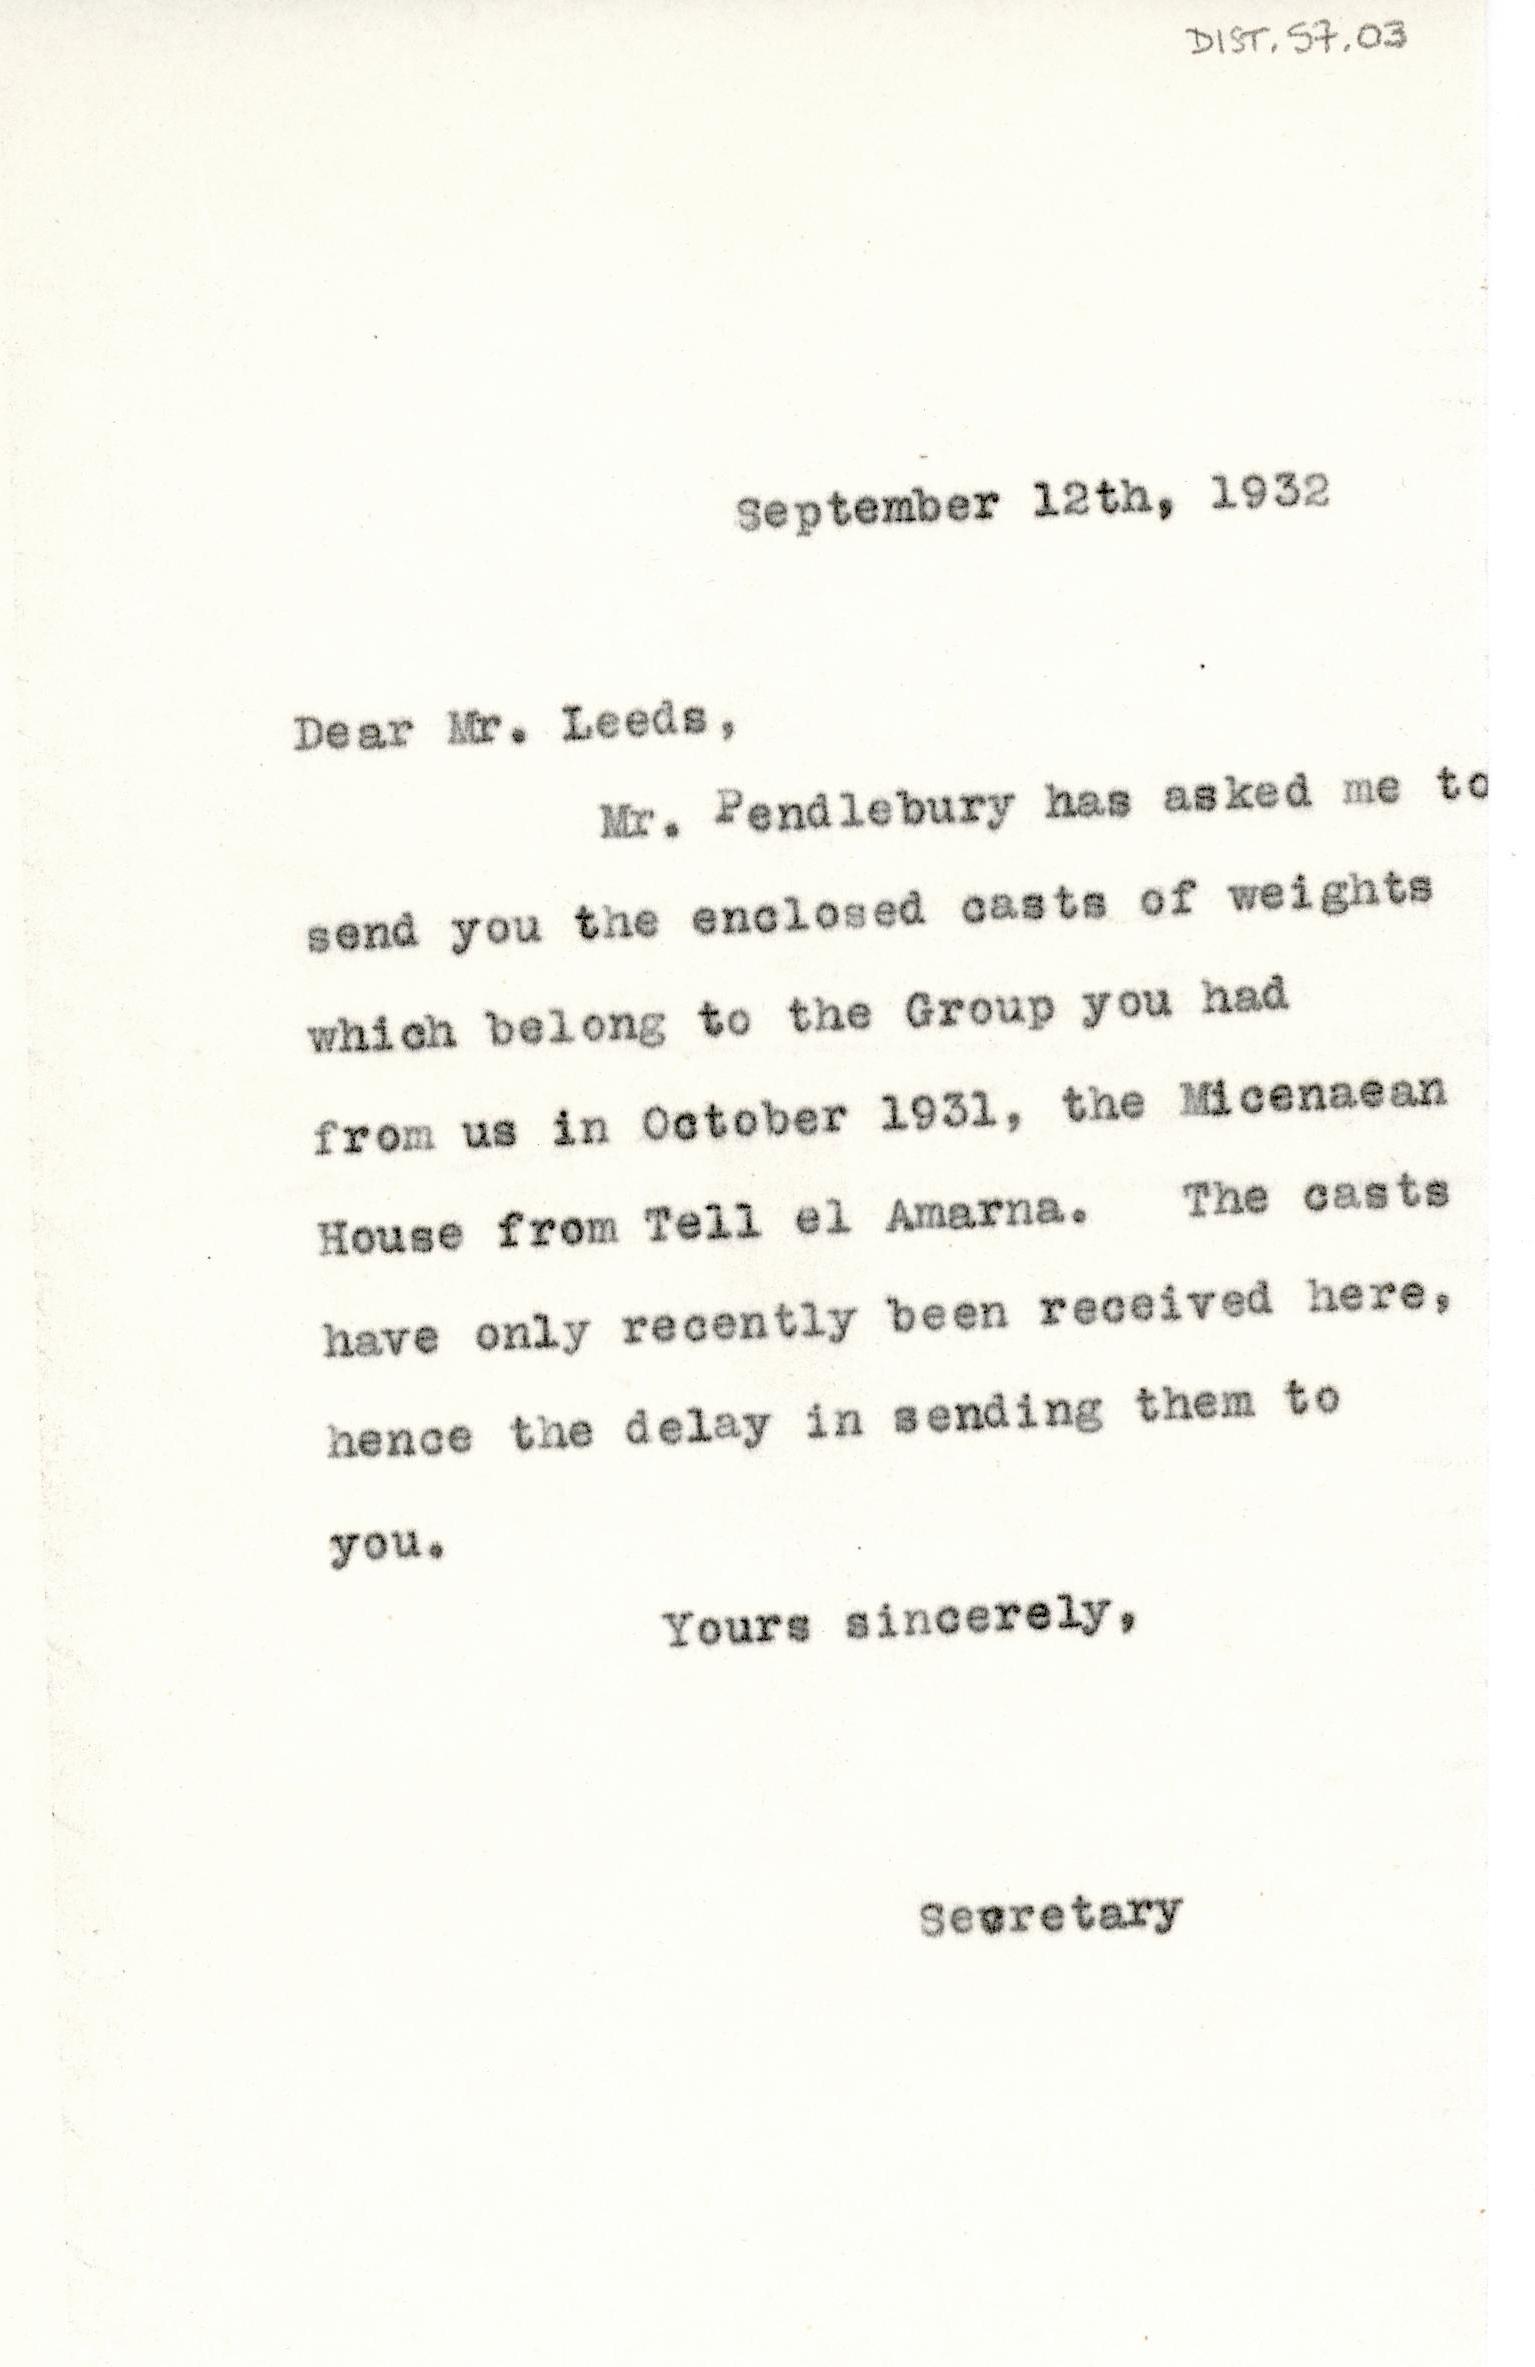 DIST. 57.03
September 12th, 1932
Dear Mr. Leeds,
Mr. Pendlebury has asked me to
send you the enclosed casts of weights
which belong to the Group you had
from us in October 1931, the Micenaean
House from Tell el Amarna. The casts
have only recently been received here,
hence the delay in sending them to
you.
Yours sincerely,
Secretary